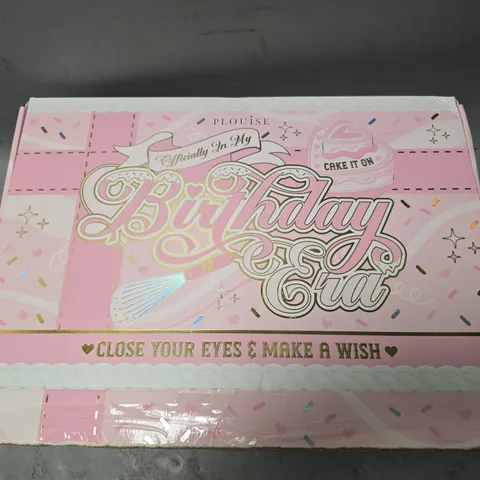 PLOUISE
Officially In My
CAKE IT ON
Birthday
Era
CLOSE YOUR EYES & MAKE A WISH